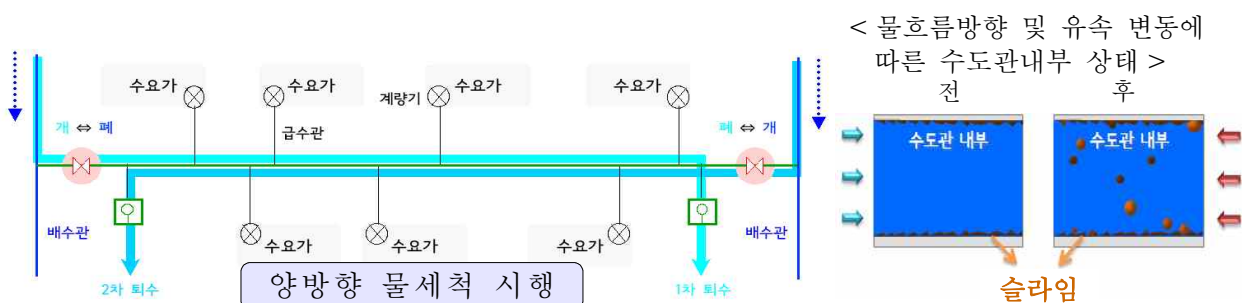 < 물흐름방향 및 유속 변동에
따른 수도관내부 상태 >
전 후
수요가 수요가 수요가 수요가
계량기
급수관
개 ⇔ 폐
폐 ⇔ 개
수도관 내부 수도관 내부
배수관
수요가 수요가 수요가
배수관
2차 퇴수
양방향 물세척 시행
1차 퇴수
슬라임